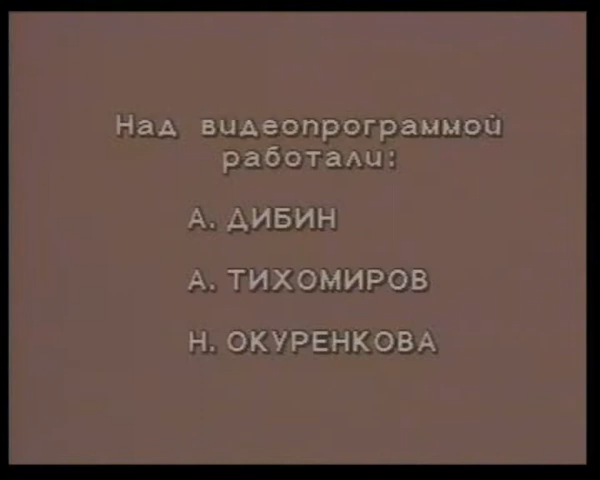 Над видеопрограммой
работали:
А. ДИБИН
А. ТИХОМИРОВ
Н. ОКУРЕНКОВА